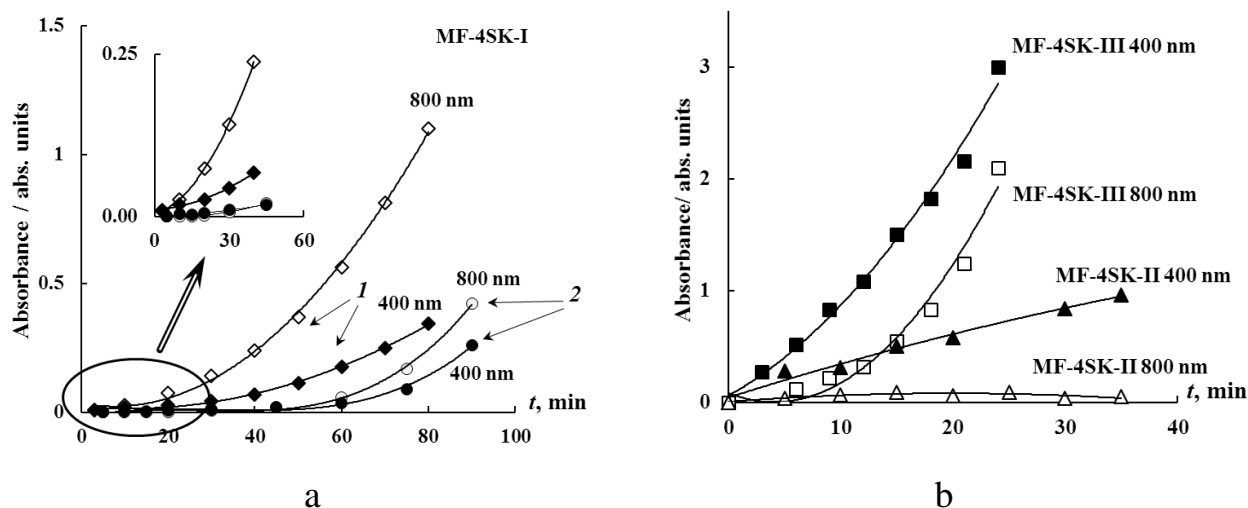 MF-4SK-I
Absorbance / abs. units
1.5
1
0.5
0
0.25
0.00
0
30
60
800 nm
1
400 nm
800 nm
2
400 nm
t, min
0
20
40
60
80
100
a
Absorbance/ abs. units
3
2
1
0
MF-4SK-III 400 nm
MF-4SK-III 800 nm
MF-4SK-II 400 nm
MF-4SK-II 800 nm
t, min
0
10
20
30
40
b